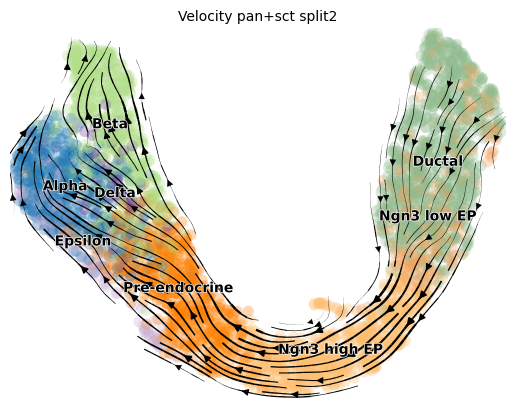 Velocity pan+sct split2
Beta
Ductal
Alpha
Delta
Ngn3 low EP
Epsilon
Pre-endocrine
Ngn3 high EP